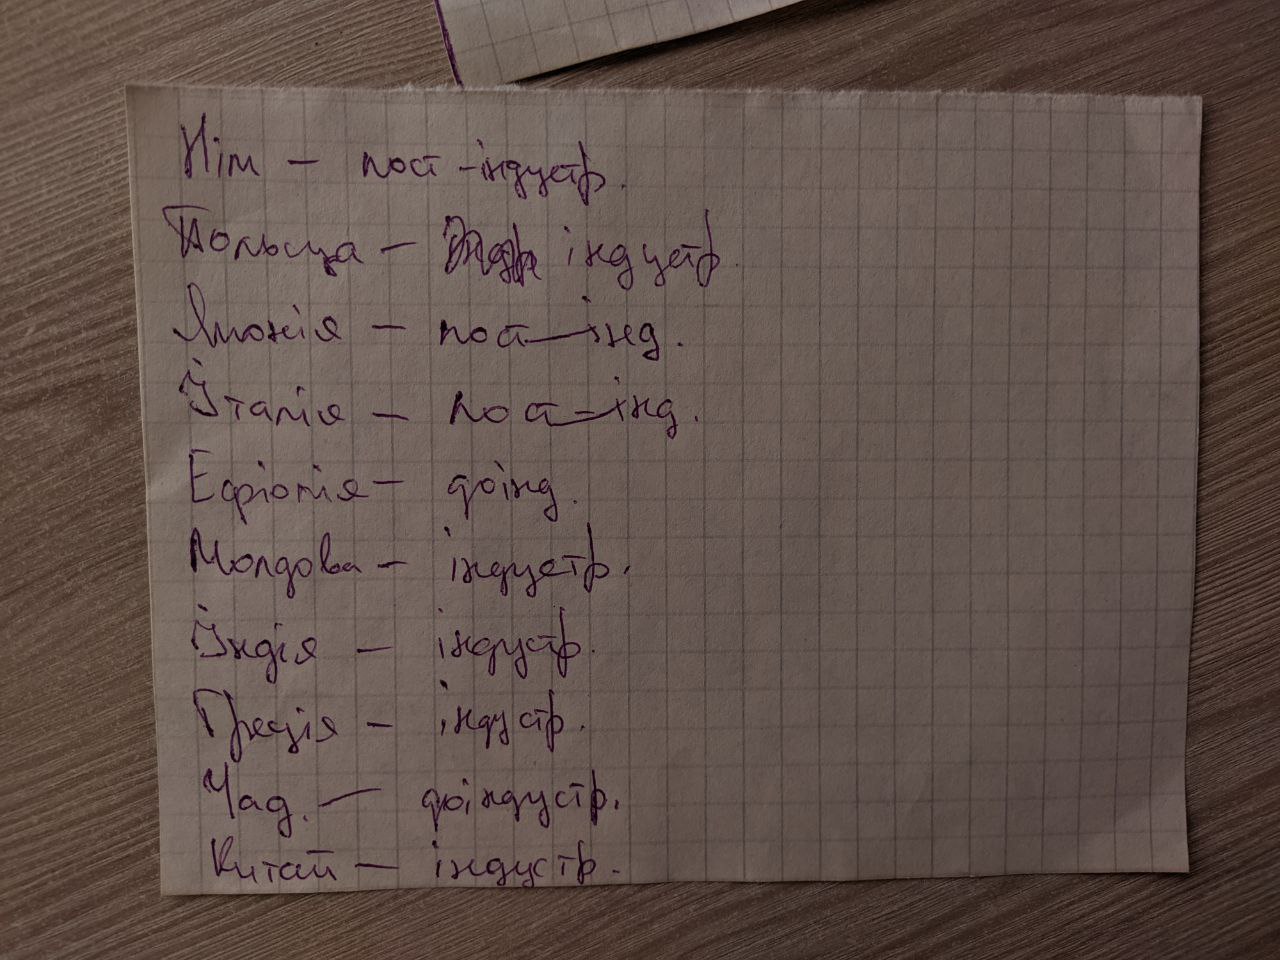 Нім – пост-індустр.
Польща – індустр.
Японія – пост-інд.
Італія – пост-інд.
Ефіопія – доінд.
Молдова – індустр.
Індія – індустр.
Греція – індустр.
Чад. – доіндустр.
Китай – індустр.